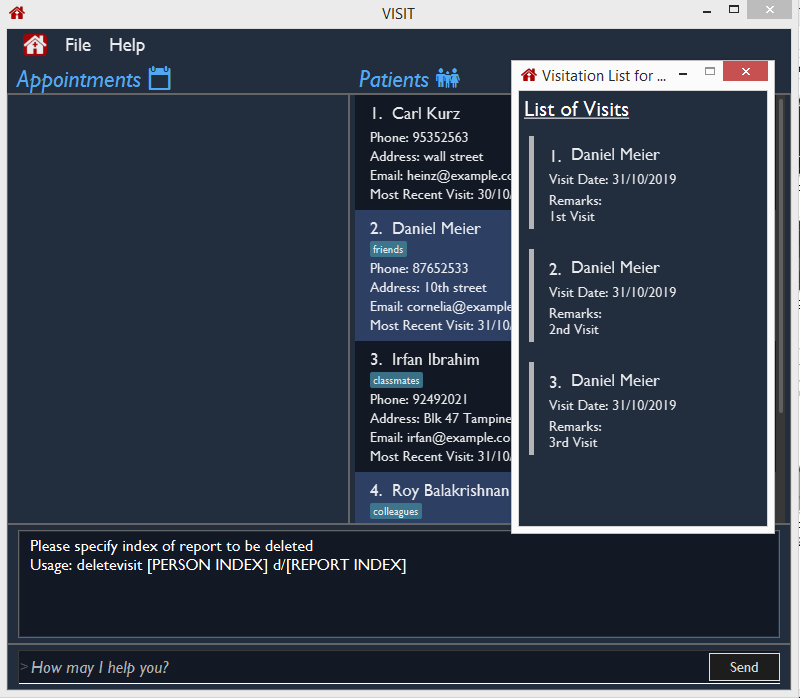 VISIT
File Help
Appointments
Patients
1. Carl Kurz
Phone: 95352563
Address: wall street
Email: heinz@example.co
Most Recent Visit: 30/10/
2. Daniel Meier
friends
Phone: 87652533
Address: 10th street
Email: cornelia@example
Most Recent Visit: 31/10/
3. Irfan Ibrahim
classmates
Phone: 92492021
Address: Blk 47 Tampine
Email: irfan@example.co
Most Recent Visit: 31/10/
4. Roy Balakrishnan
colleagues
Visitation List for ...
List of Visits
1. Daniel Meier
Visit Date: 31/10/2019
Remarks:
1st Visit
2. Daniel Meier
Visit Date: 31/10/2019
Remarks:
2nd Visit
3. Daniel Meier
Visit Date: 31/10/2019
Remarks:
3rd Visit
Please specify index of report to be deleted
Usage: deletevisit [PERSON INDEX] d/[REPORT INDEX]
> How may I help you?
Send